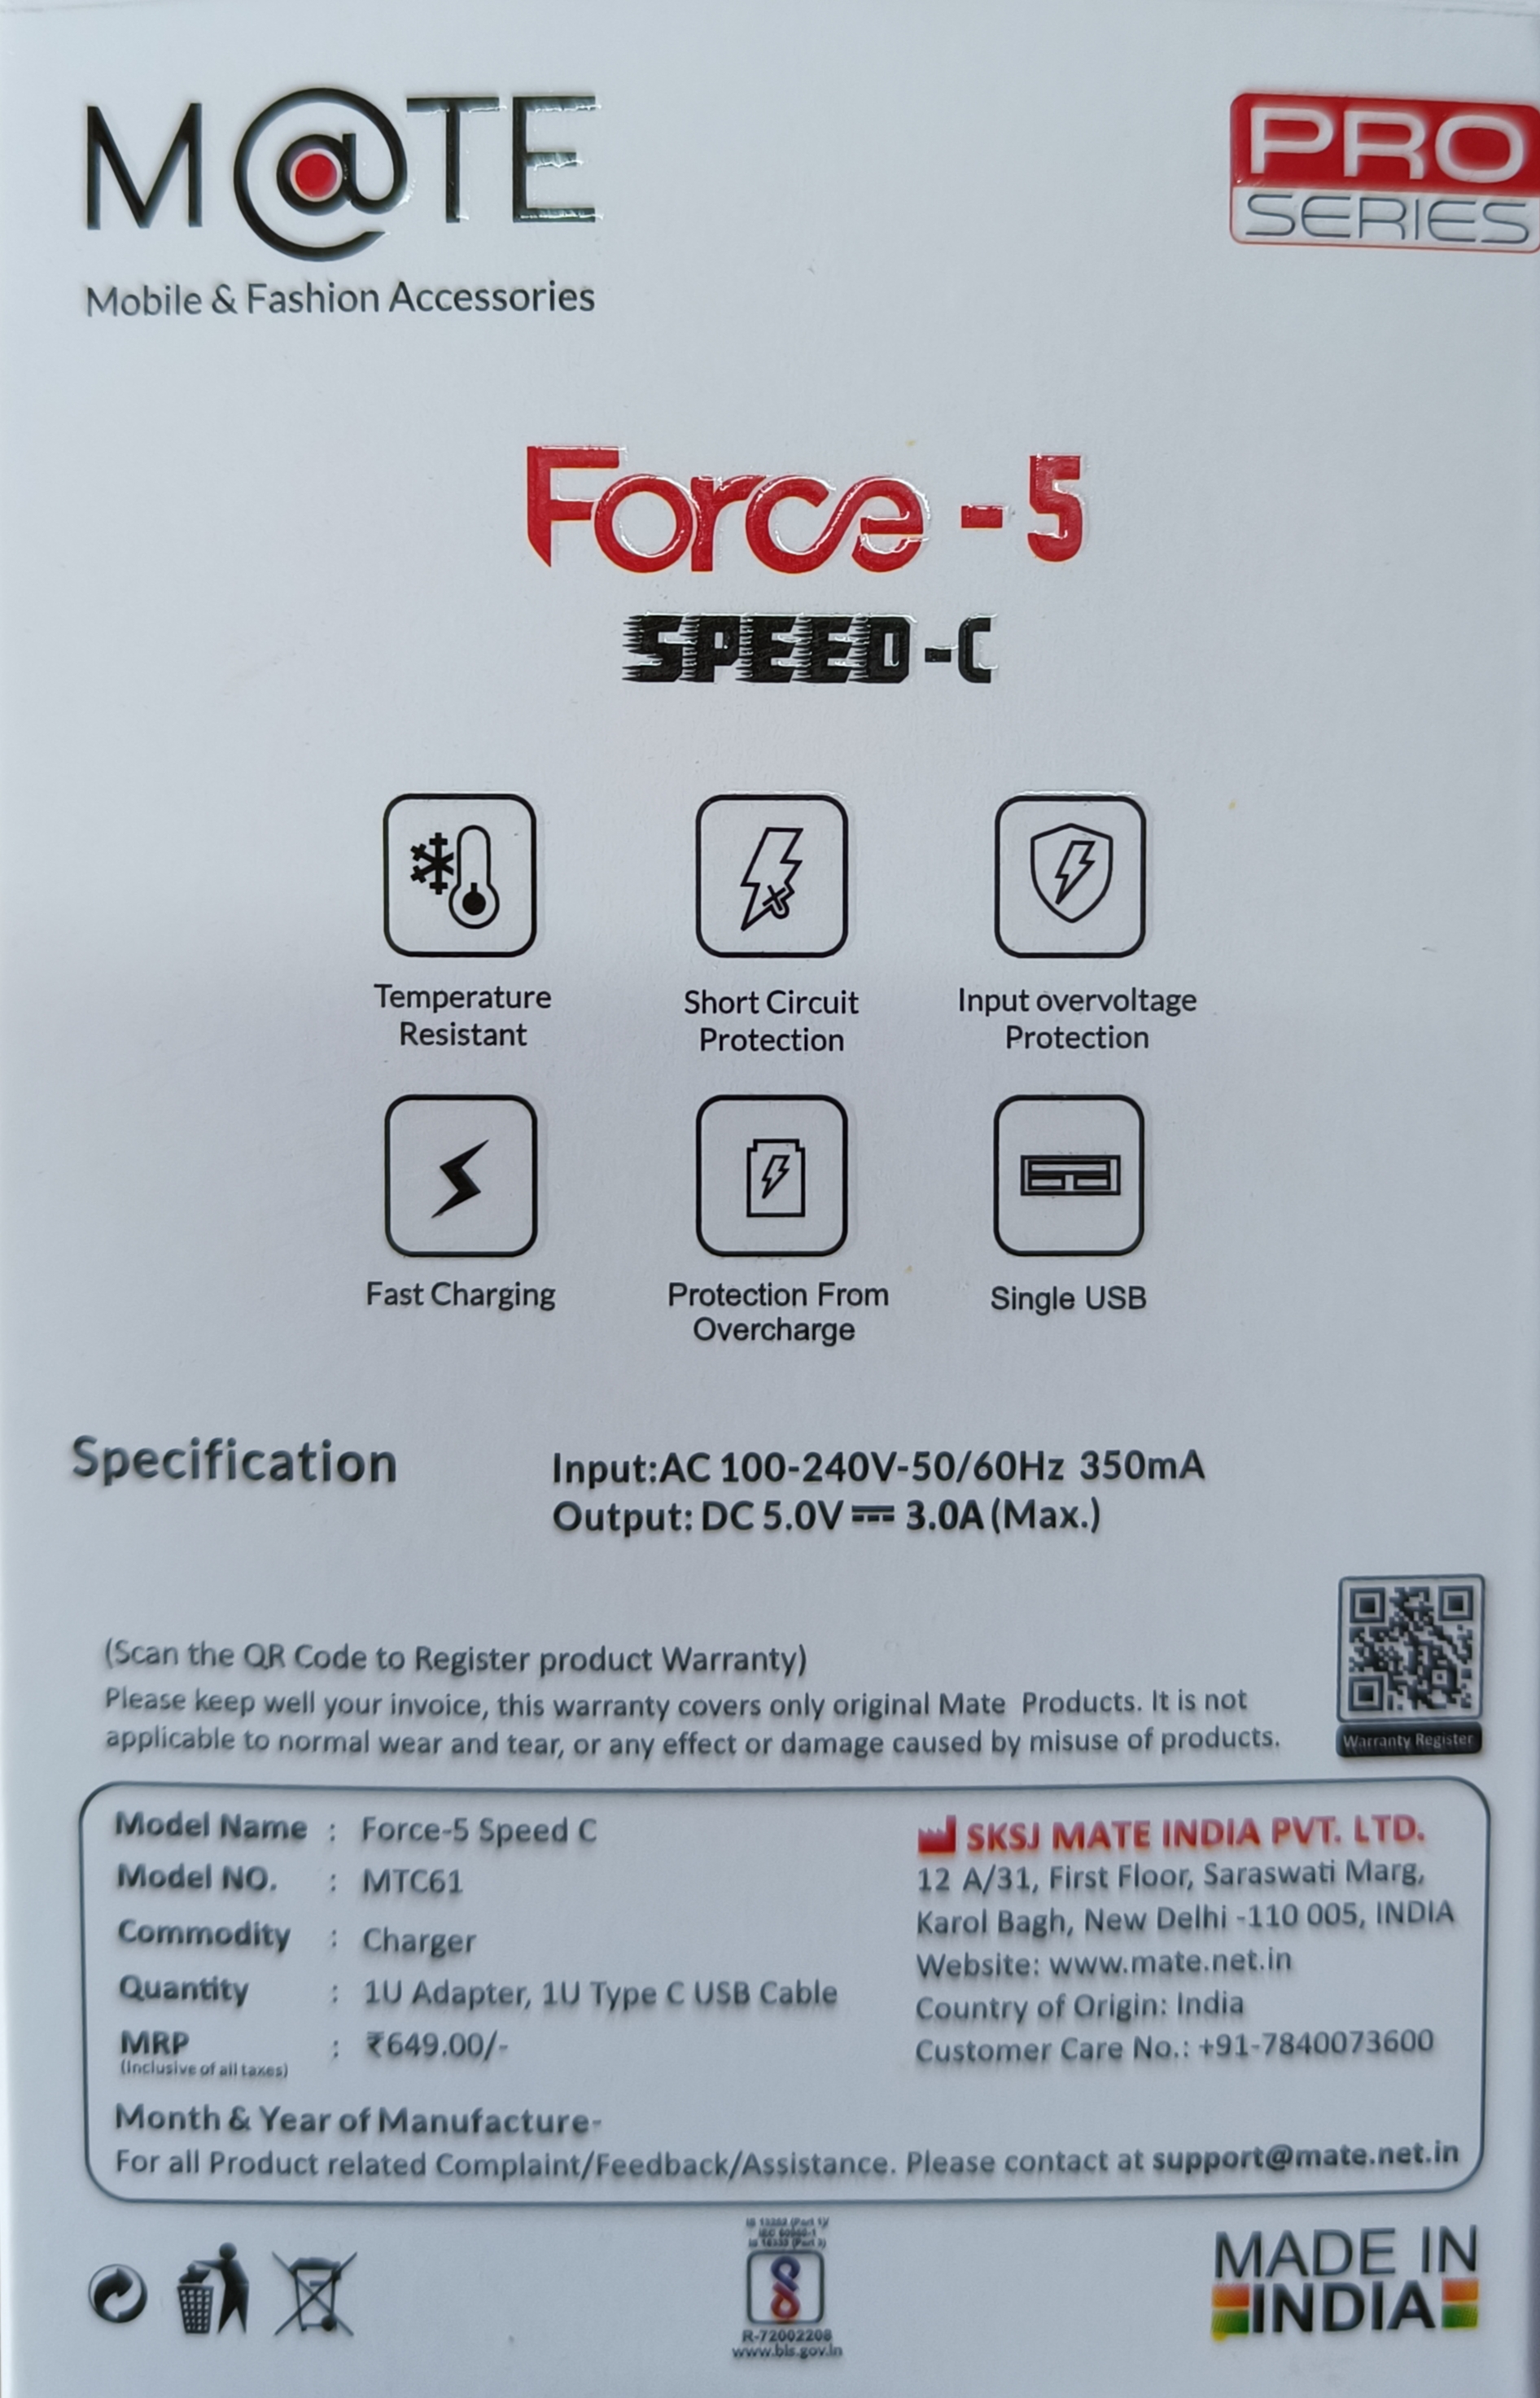 M@TE
Mobile & Fashion Accessories
PRO
SERIES
Force - 5
SPEED-C
Temperature
Resistant
Short Circuit
Protection
Input overvoltage
Protection
Fast Charging
Protection From
Overcharge
Single USB
Specification
Input:AC 100-240V-50/60Hz 350mA
Output: DC 5.0V⎓3.0A (Max.)
(Scan the QR Code to Register product Warranty)
Please keep well your invoice, this warranty covers only original Mate Products. It is not
applicable to normal wear and tear, or any effect or damage caused by misuse of products.
Warranty Register
Model Name : Force-5 Speed C
Model NO. : MTC61
Commodity : Charger
Quantity : 1U Adapter, 1U Type C USB Cable
MRP : ₹649.00/-
(Inclusive of all taxes)
SKSJ MATE INDIA PVT. LTD.
12 A/31, First Floor, Saraswati Marg,
Karol Bagh, New Delhi -110 005, INDIA
Website: www.mate.net.in
Country of Origin: India
Customer Care No.: +91-7840073600
Month & Year of Manufacture-
For all Product related Complaint/Feedback/Assistance. Please contact at support@mate.net.in
R-72002208
www.bis.gov.in
MADE IN
INDIA